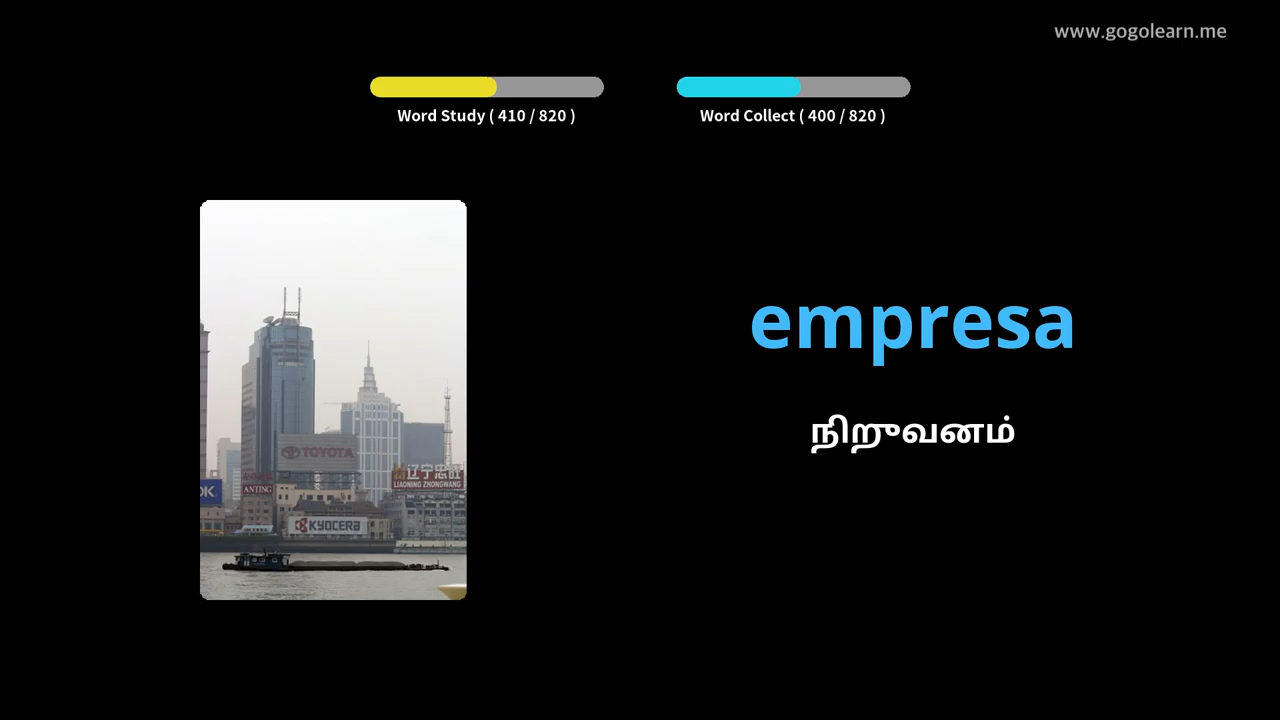 www.gogolearn.me
Word Study ( 410 / 820 )
Word Collect ( 400 / 820 )
empresa
நிறுவனம்
TOYOTA
辽宁忠旺
LIAONING ZHONGWANG
OK
ANTING
KYOCERA